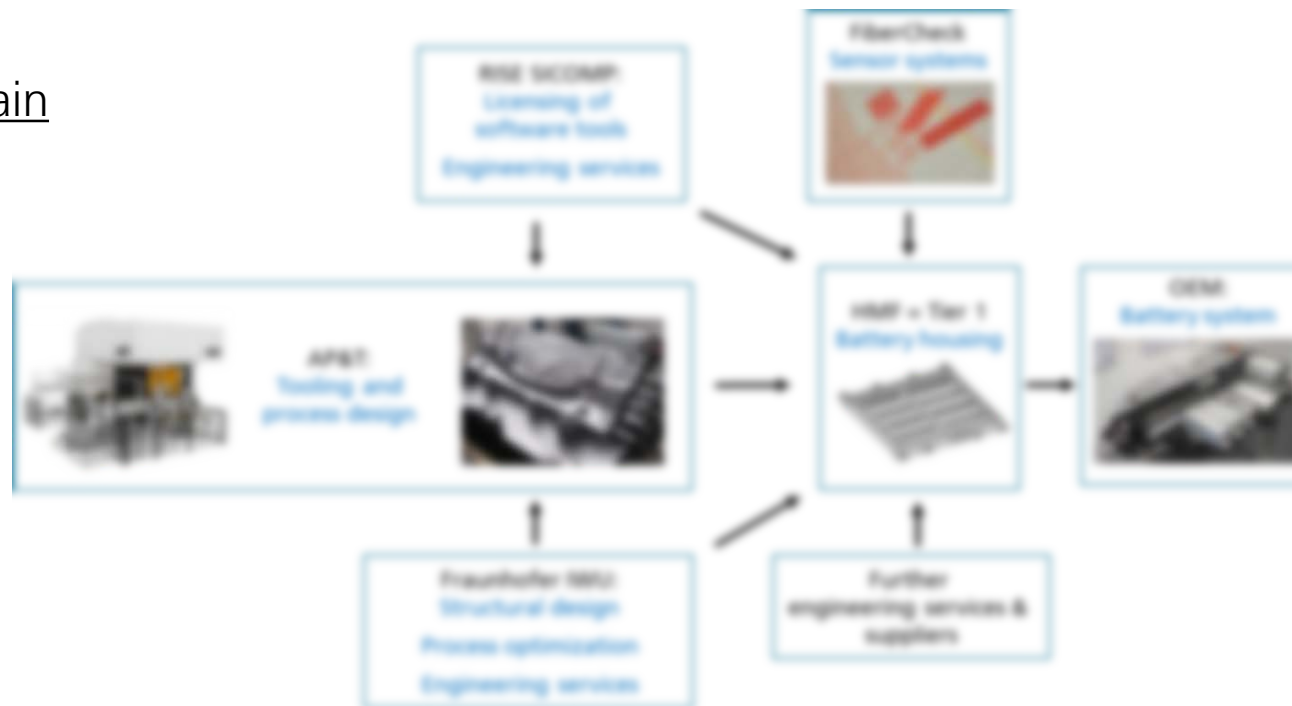 ain
FiberCheck
Sensor systems
RISE SICOMP:
Licensing of
software tools
Engineering services
AP&T:
Tooling and
process design
HMF = Tier 1
Battery housing
OEM:
Battery system
Fraunhofer IWU:
Structural design
Process optimization
Engineering services
Further
engineering services &
suppliers